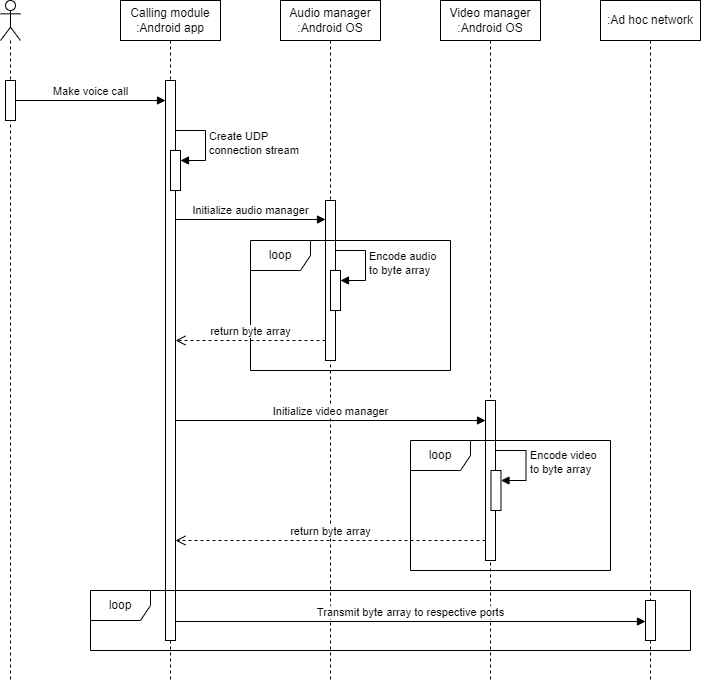 Calling module
:Android app
Audio manager
:Android OS
Video manager
:Android OS
:Ad hoc network
Make voice call
Create UDP
connection stream
Initialize audio manager
loop
Encode audio
to byte array
return byte array
Initialize video manager
loop
Encode video
to byte array
return byte array
loop
Transmit byte array to respective ports